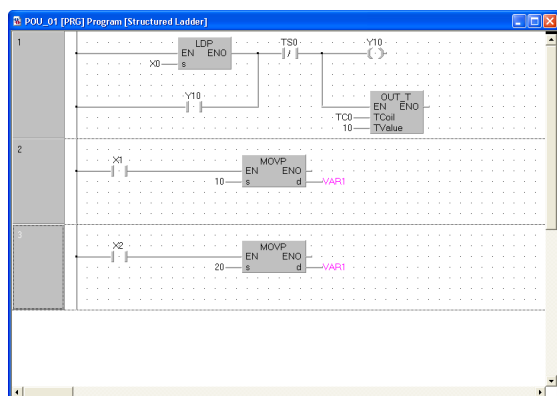 POU_01 [PRG] Program [Structured Ladder]
1
LDP
EN ENO
X0 s
TS0
Y10
Y10
OUT_T
EN ENO
TC0 TCoil
10 TValue
2
X1
MOVP
EN ENO
10 s d VAR1
3
X2
MOVP
EN ENO
20 s d VAR1